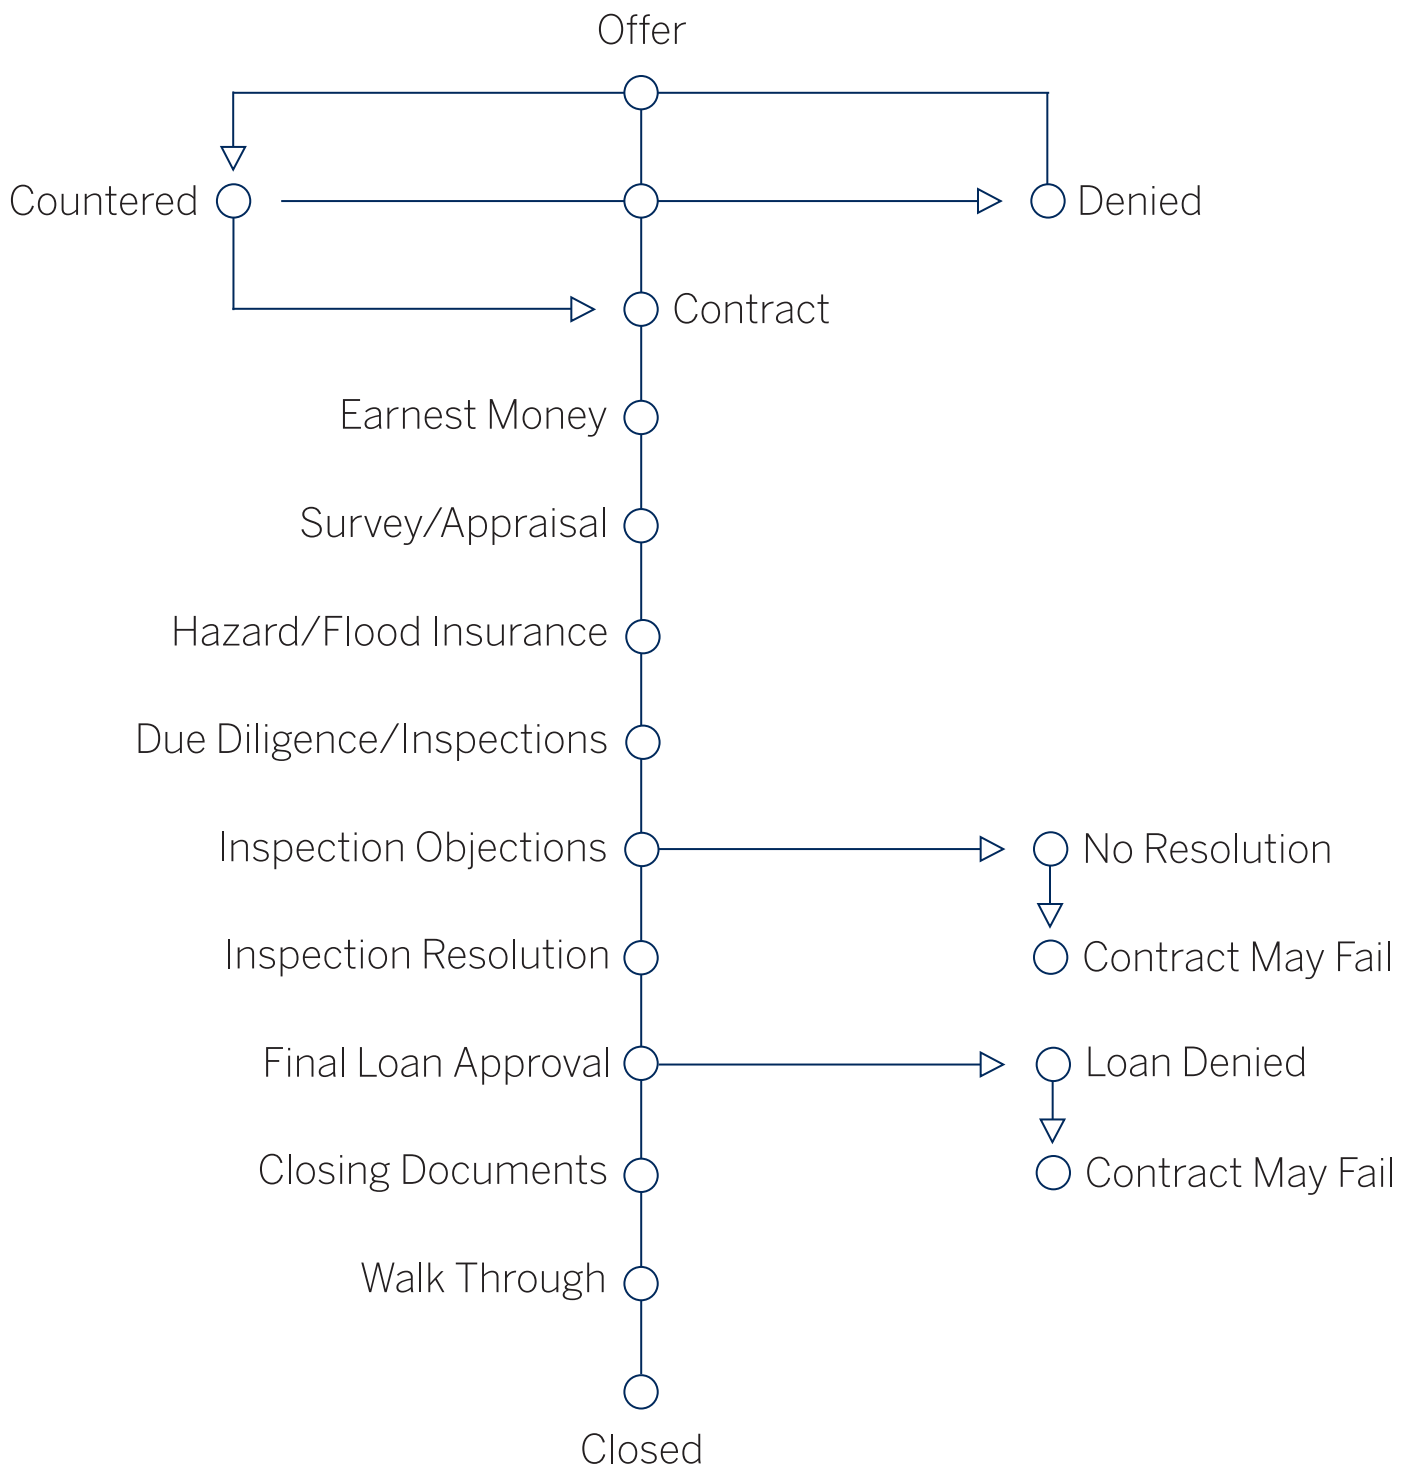 Offer
Countered
Denied
Contract
Earnest Money
Survey/Appraisal
Hazard/Flood Insurance
Due Diligence/Inspections
Inspection Objections
No Resolution
Inspection Resolution
Contract May Fail
Final Loan Approval
Loan Denied
Closing Documents
Contract May Fail
Walk Through
Closed